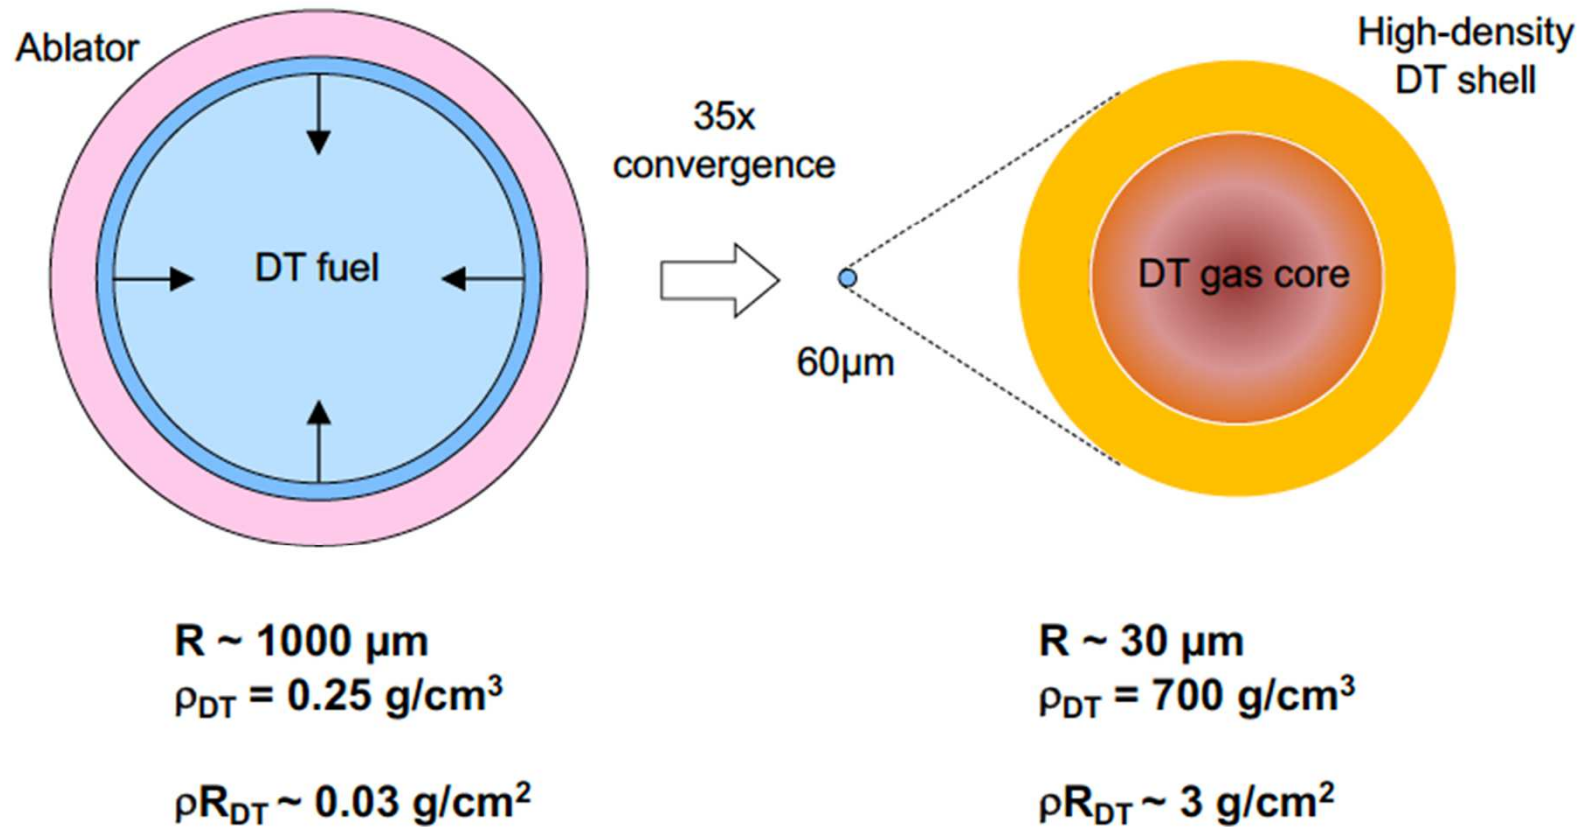 Ablator
DT fuel
35x
convergence
60µm
High-density
DT shell
DT gas core
R ~ 1000 µm
ρDT = 0.25 g/cm³
ρRDT ~ 0.03 g/cm²
R ~ 30 µm
ρDT = 700 g/cm³
ρRDT ~ 3 g/cm²